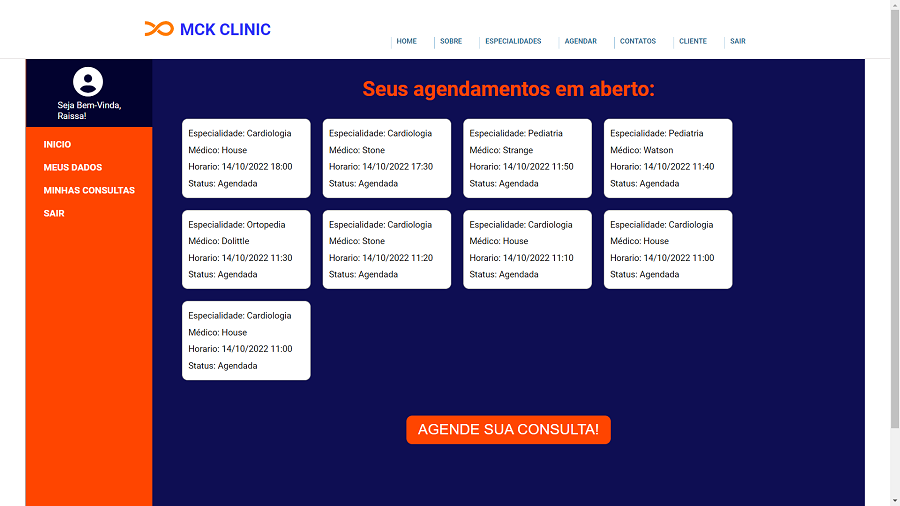 MCK CLINIC
HOME
SOBRE
ESPECIALIDADES
AGENDAR
CONTATOS
CLIENTE
SAIR
Seja Bem-Vinda,
Raissa!
INICIO
MEUS DADOS
MINHAS CONSULTAS
SAIR
Seus agendamentos em aberto:
Especialidade: Cardiologia
Médico: House
Horario: 14/10/2022 18:00
Status: Agendada
Especialidade: Cardiologia
Médico: Stone
Horario: 14/10/2022 17:30
Status: Agendada
Especialidade: Pediatria
Médico: Strange
Horario: 14/10/2022 11:50
Status: Agendada
Especialidade: Pediatria
Médico: Watson
Horario: 14/10/2022 11:40
Status: Agendada
Especialidade: Ortopedia
Médico: Dolittle
Horario: 14/10/2022 11:30
Status: Agendada
Especialidade: Cardiologia
Médico: Stone
Horario: 14/10/2022 11:20
Status: Agendada
Especialidade: Cardiologia
Médico: House
Horario: 14/10/2022 11:10
Status: Agendada
Especialidade: Cardiologia
Médico: House
Horario: 14/10/2022 11:00
Status: Agendada
Especialidade: Cardiologia
Médico: House
Horario: 14/10/2022 11:00
Status: Agendada
AGENDE SUA CONSULTA!